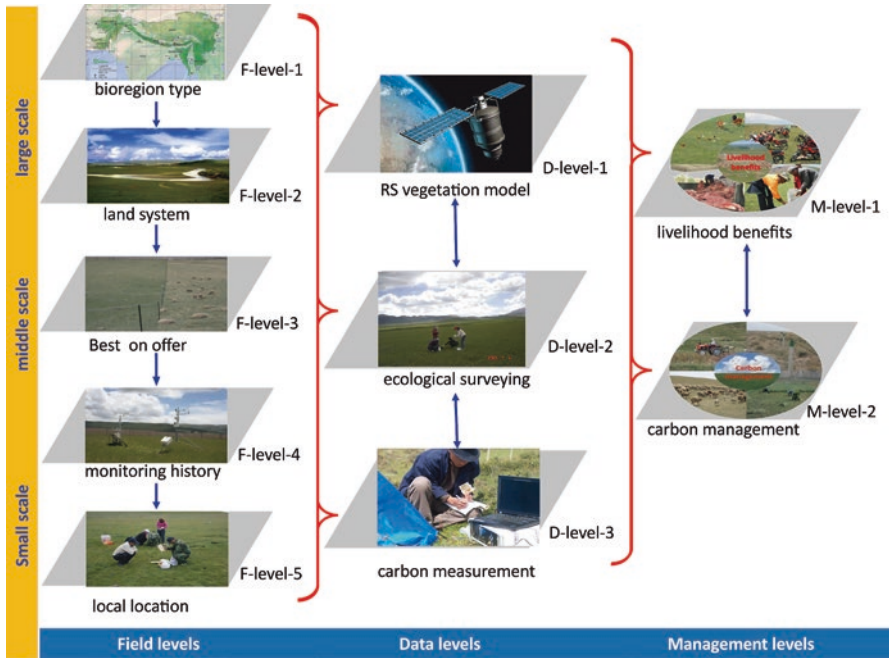 large scale
middle scale
Small scale
F-level-1
bioregion type
F-level-2
land system
F-level-3
Best on offer
F-level-4
monitoring history
F-level-5
local location
D-level-1
RS vegetation model
D-level-2
ecological surveying
D-level-3
carbon measurement
Livelihood
benefits
M-level-1
livelihood benefits
Carbon
M-level-2
carbon management
Field levels
Data levels
Management levels